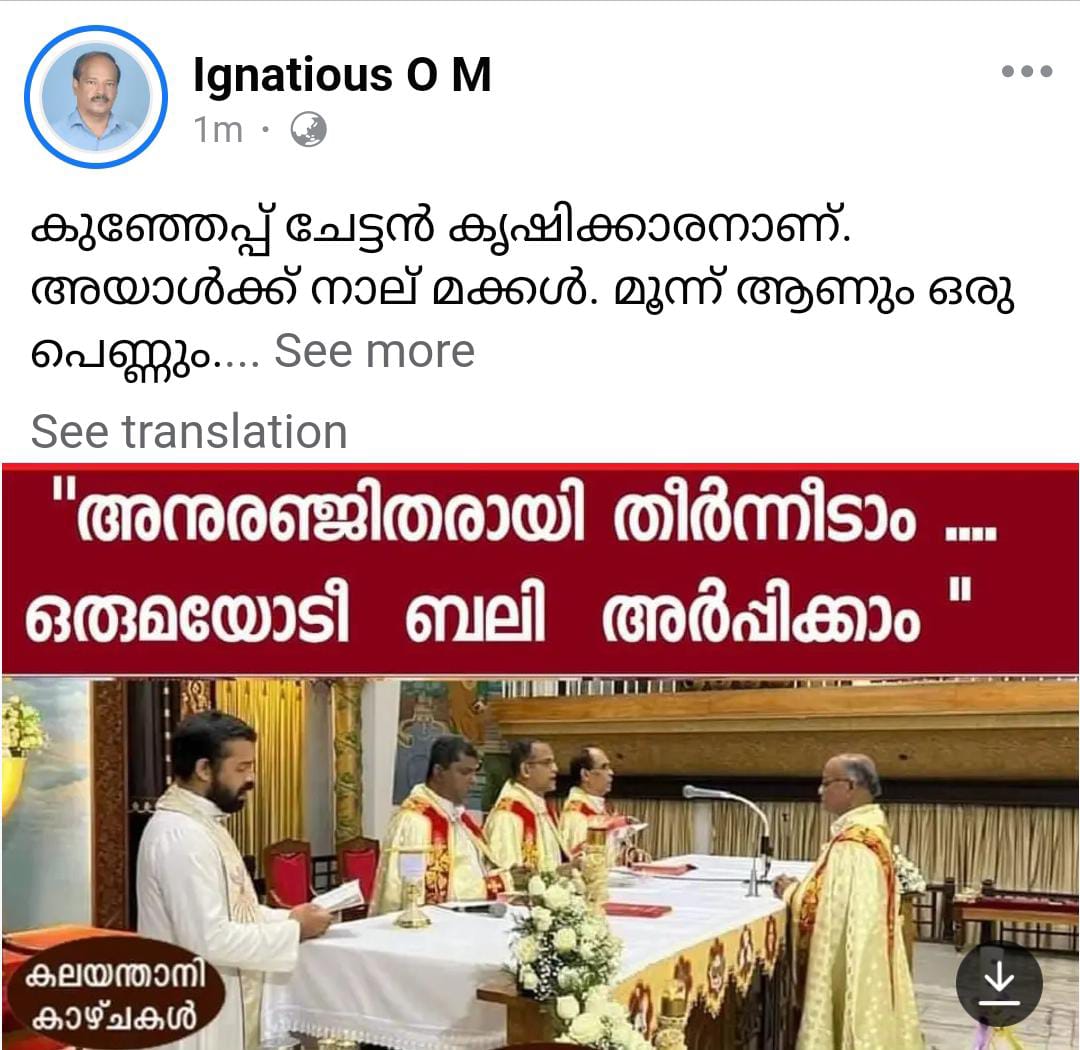 Ignatious O M
1m ·
കുഞ്ഞേപ്പ് ചേട്ടൻ കൃഷിക്കാരനാണ്.
അയാൾക്ക് നാല് മക്കൾ. മൂന്ന് ആണും ഒരു
പെണ്ണും.... See more
See translation
"അനുരഞ്ജിതരായി തീർന്നീടാം ....
ഒരുമയോടീ ബലി അർപ്പിക്കാം "
കലയന്താനി
കാഴ്ചകൾ